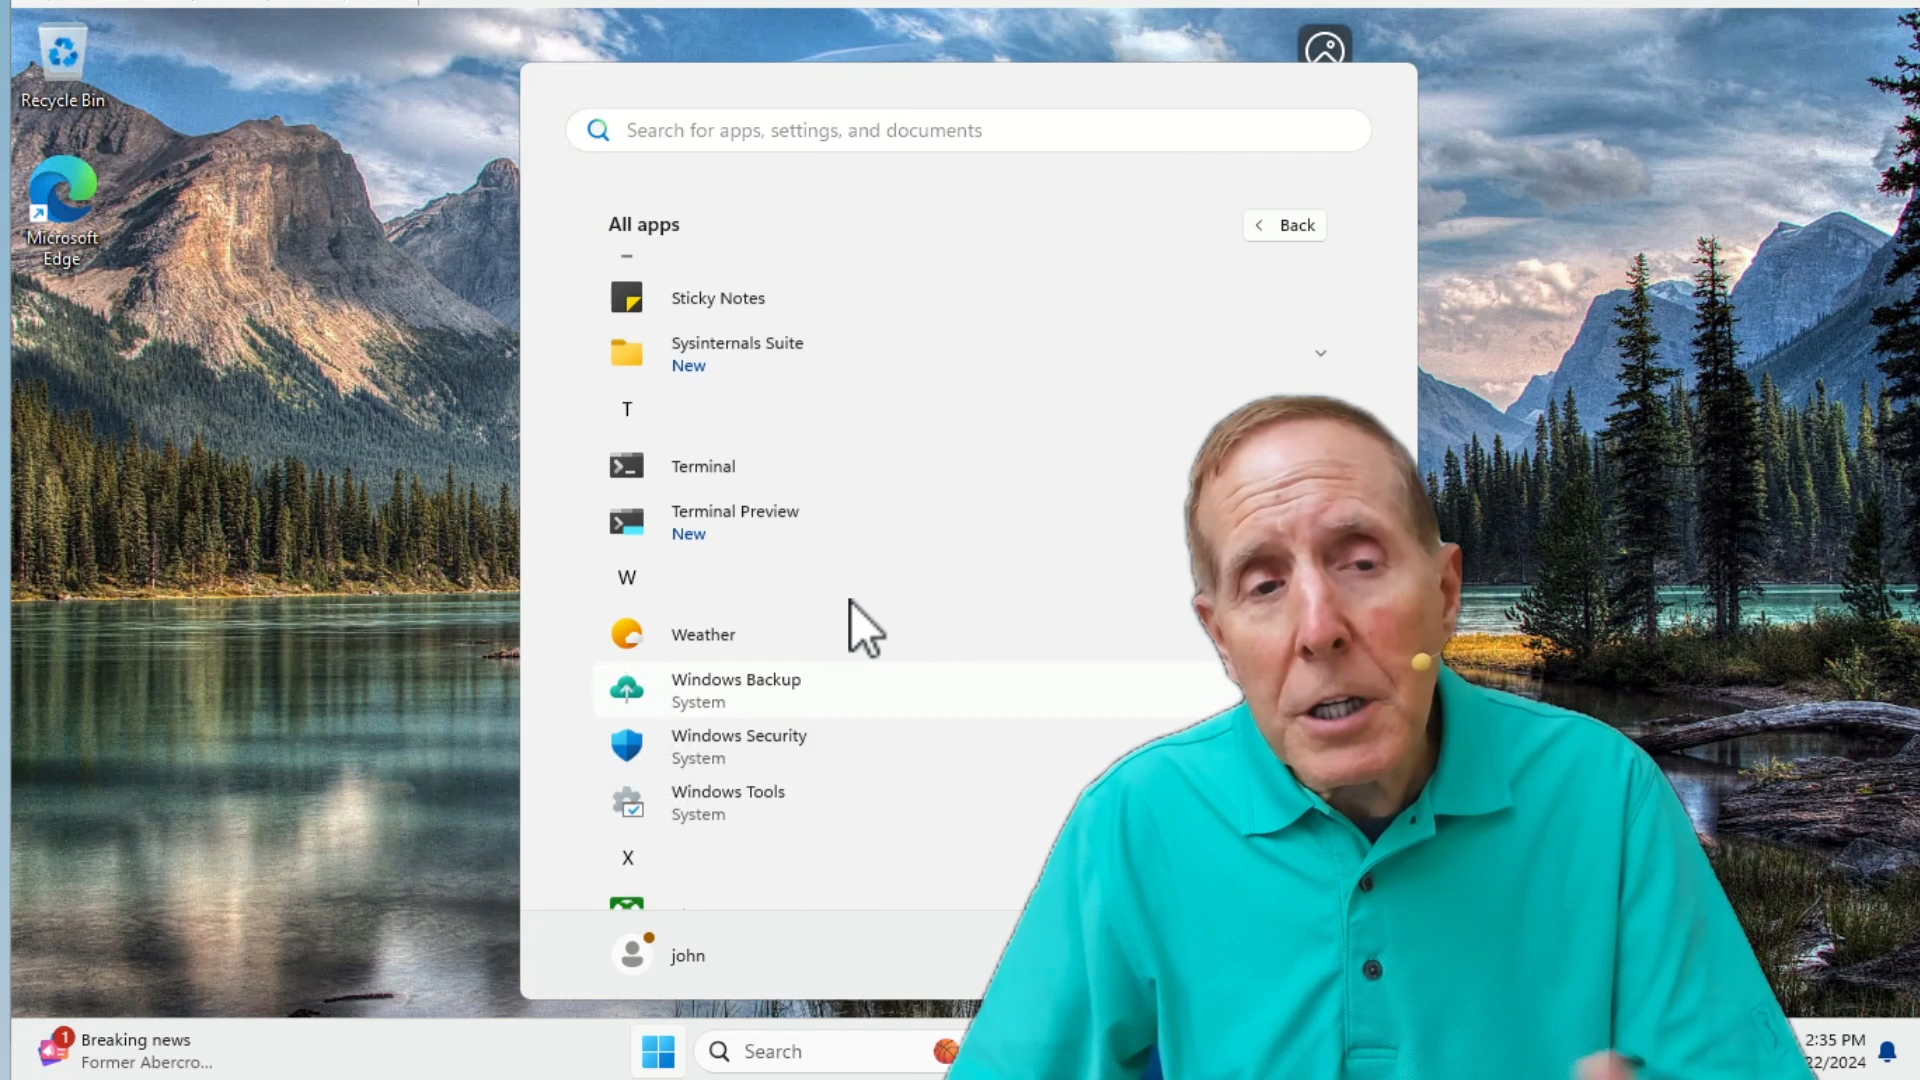 Recycle Bin
Microsoft
Edge
Search for apps, settings, and documents
All apps
Back
Sticky Notes
Sysinternals Suite
New
T
Terminal
Terminal Preview
New
W
Weather
Windows Backup
System
Windows Security
System
Windows Tools
System
X
john
1
Breaking news
Former Abercro...
Search
2:35 PM
22/2024